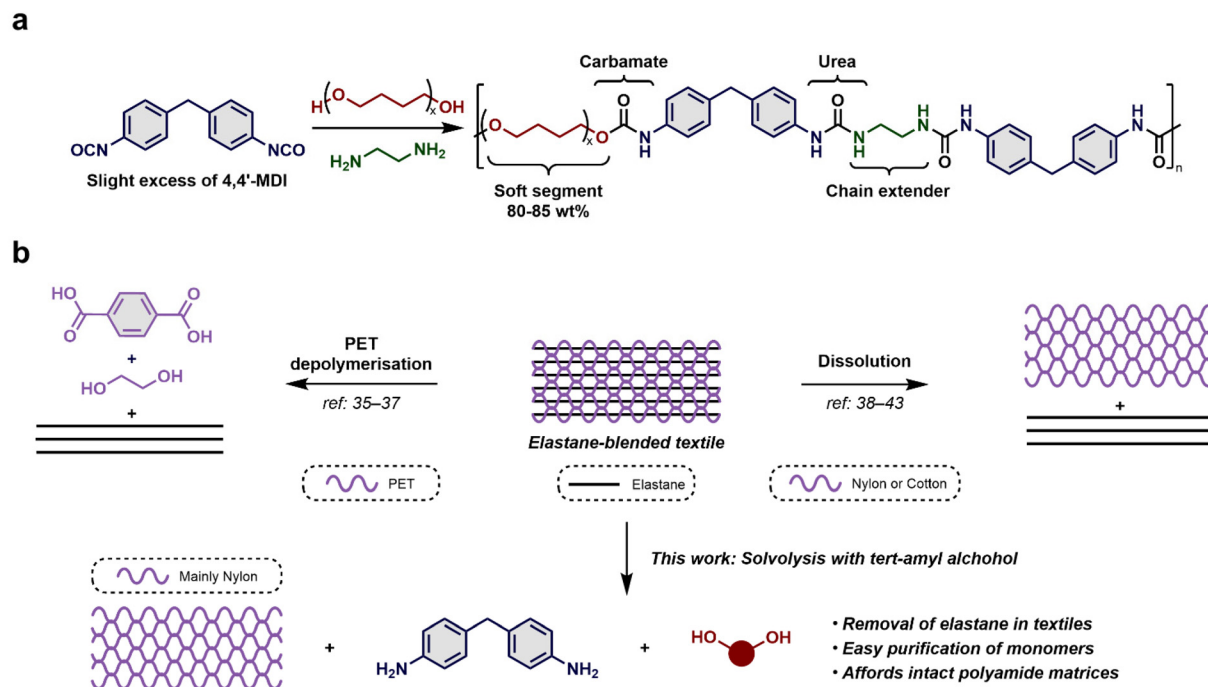 a
OCN
NCO
Slight excess of 4,4'-MDI
H
O
x
OH
H2N
NH2
O
x
O
Carbamate
O
N
H
Urea
O
N
H
N
H
H
N
O
H
N
H
N
O
n
Soft segment
80-85 wt%
Chain extender
b
HO
O
O
OH
+
HO
OH
+
PET
depolymerisation
ref: 35–37
Elastane-blended textile
Dissolution
ref: 38–43
+
PET
Elastane
Nylon or Cotton
This work: Solvolysis with tert-amyl alchohol
Mainly Nylon
+
H2N
NH2
+
HO
OH
• Removal of elastane in textiles
• Easy purification of monomers
• Affords intact polyamide matrices